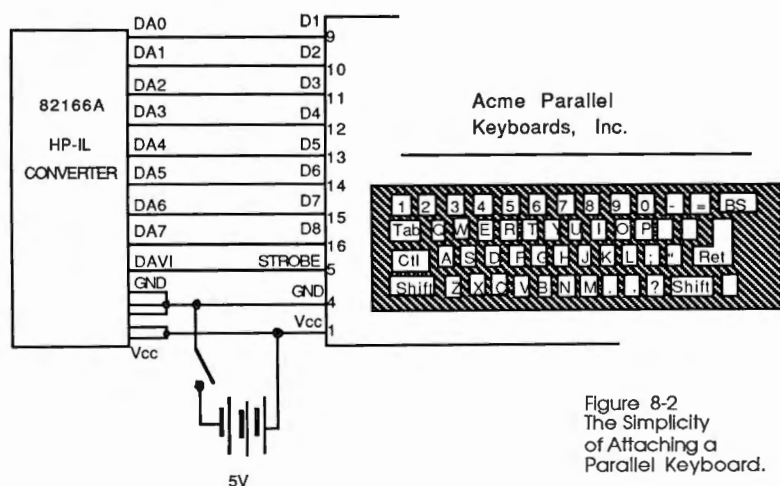 DA0 D1
9
DA1 D2
10
DA2 D3
11
82166A
DA3 D4
12
HP-IL
DA4 D5
13
CONVERTER
DA5 D6
14
DA6 D7
15
DA7 D8
16
DAVI STROBE
5
GND GND
4
Vcc
1
Vcc
5V
Acme Parallel
Keyboards, Inc.
1 2 3 4 5 6 7 8 9 0 - = BS
Tab Q W E R T Y U I O P
Ctl A S D F G H J K L ; " Ret
Shift Z X C V B N M . . ? Shift
Figure 8-2
The Simplicity
of Attaching a
Parallel Keyboard.